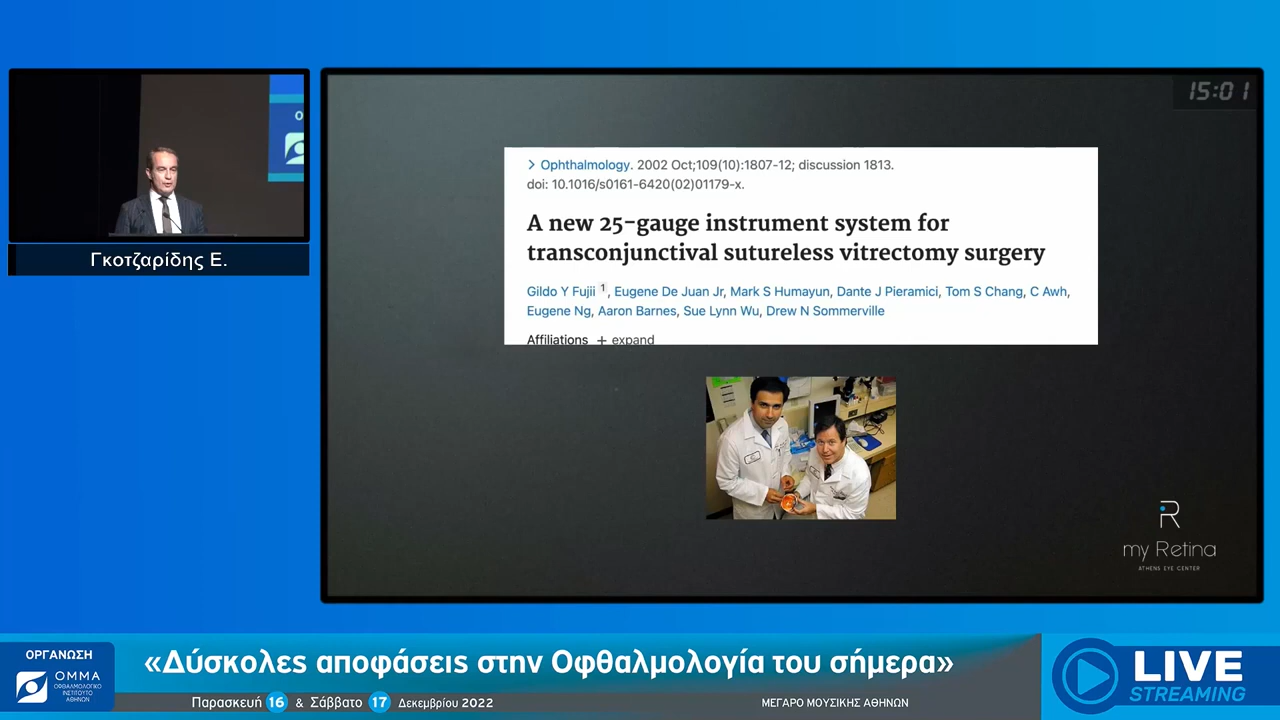 15:01
> Ophthalmology. 2002 Oct;109(10):1807-12; discussion 1813.
doi: 10.1016/s0161-6420(02)01179-x.
A new 25-gauge instrument system for
transconjunctival sutureless vitrectomy surgery
Gildo Y Fujii 1, Eugene De Juan Jr, Mark S Humayun, Dante J Pieramici, Tom S Chang, C Awh,
Eugene Ng, Aaron Barnes, Sue Lynn Wu, Drew N Sommerville
Affiliations + expand
Γκοτζαρίδης Ε.
my Retina
ATHENS EYE CENTER
ΟΡΓΑΝΩΣΗ
ΟΜΜΑ
ΟΦΘΑΛΜΟΛΟΓΙΚΟ
ΙΝΣΤΙΤΟΥΤΟ
ΑΘΗΝΩΝ
«Δύσκολες αποφάσεις στην Οφθαλμολογία του σήμερα»
Παρασκευή 16 & Σάββατο 17 Δεκεμβρίου 2022
ΜΕΓΑΡΟ ΜΟΥΣΙΚΗΣ ΑΘΗΝΩΝ
LIVE
STREAMING